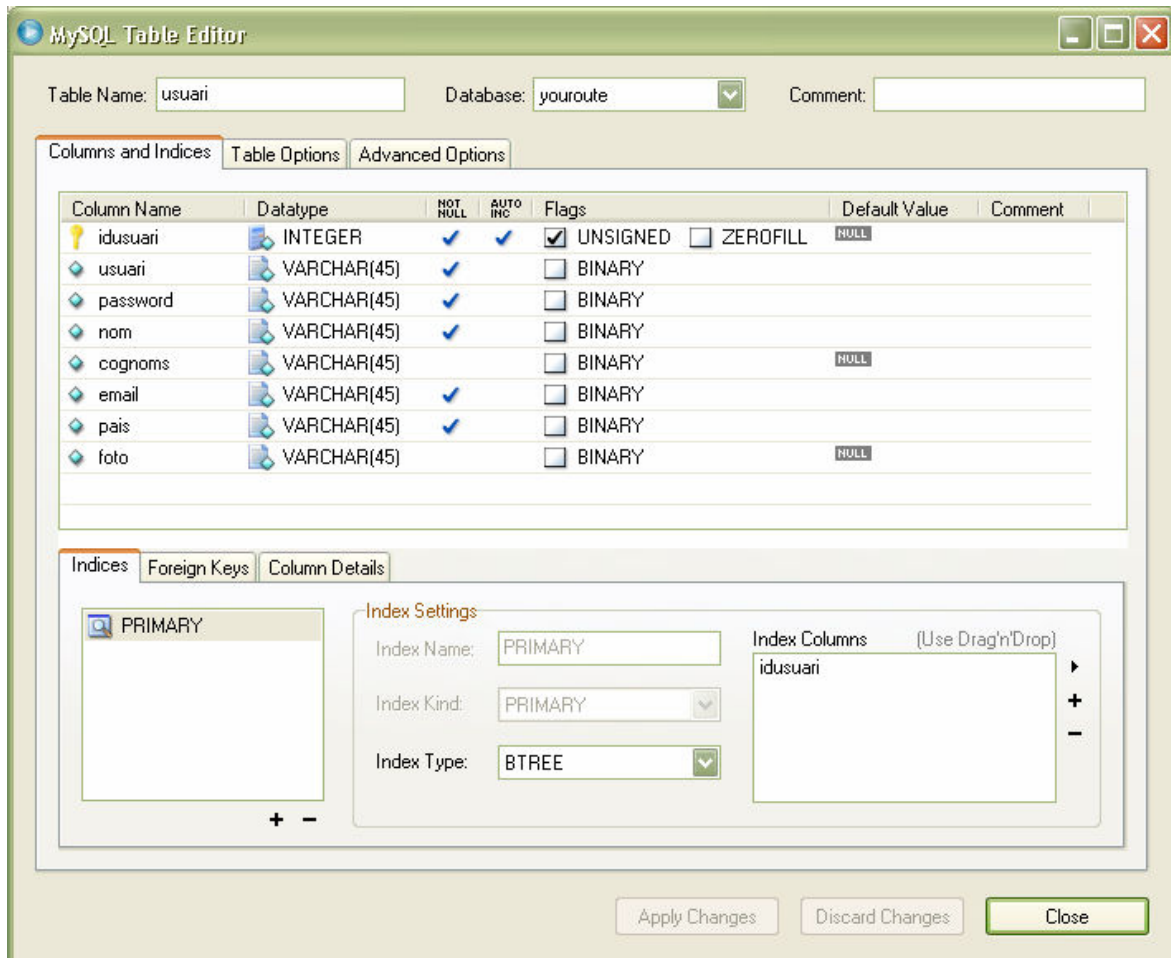 MySQL Table Editor
Table Name: usuari Database: youroute Comment:
Columns and Indices Table Options Advanced Options
Column Name Datatype NOT NULL AUTO INC Flags Default Value Comment
idusuari INTEGER UNSIGNED ZEROFILL NULL
usuari VARCHAR(45) BINARY
password VARCHAR(45) BINARY
nom VARCHAR(45) BINARY
cognoms VARCHAR(45) BINARY NULL
email VARCHAR(45) BINARY
pais VARCHAR(45) BINARY
foto VARCHAR(45) BINARY NULL
Indices Foreign Keys Column Details
PRIMARY
Index Settings
Index Name: PRIMARY
Index Kind: PRIMARY
Index Type: BTREE
Index Columns (Use Drag'n'Drop)
idusuari
Apply Changes Discard Changes Close